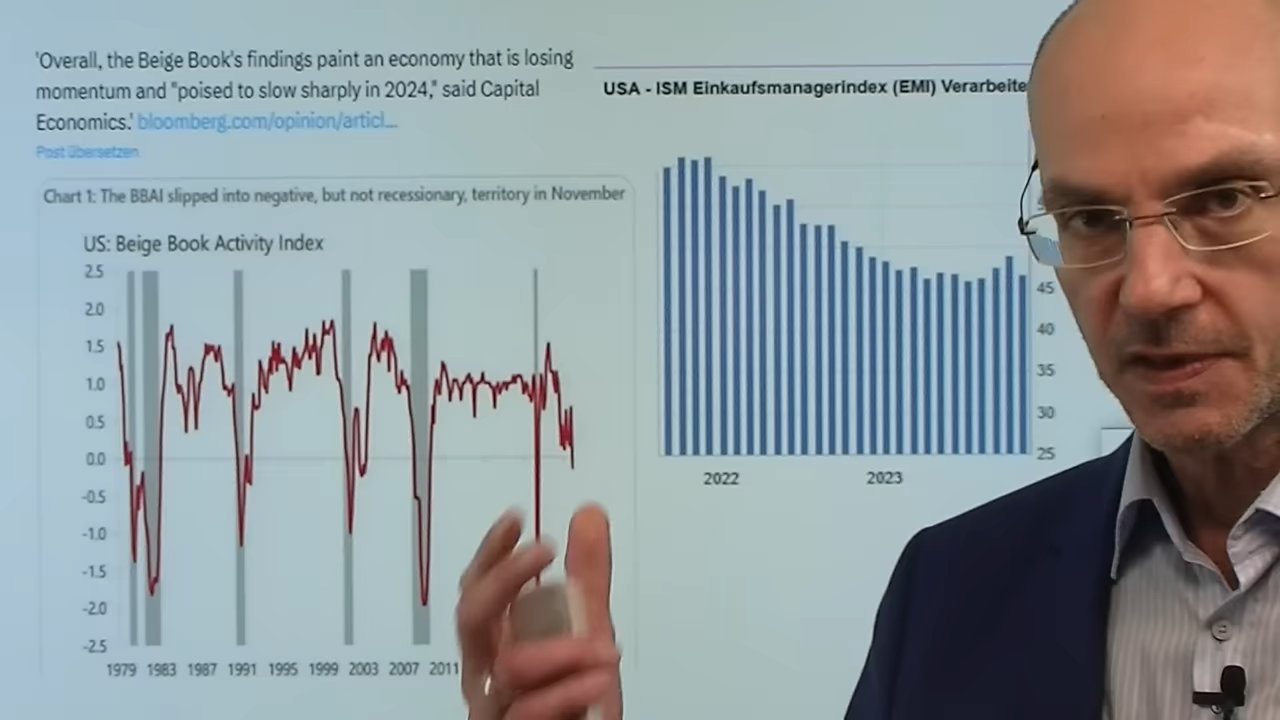 'Overall, the Beige Book's findings paint an economy that is losing
momentum and "poised to slow sharply in 2024," said Capital
Economics.' bloomberg.com/opinion/articl...
Post übersetzen
Chart 1: The BBAI slipped into negative, but not recessionary, territory in November
US: Beige Book Activity Index
2.5
2.0
1.5
1.0
0.5
0.0
-0.5
-1.0
-1.5
-2.0
-2.5
1979 1983 1987 1991 1995 1999 2003 2007 2011
USA - ISM Einkaufsmanagerindex (EMI) Verarbeite
45
40
35
30
25
2022 2023